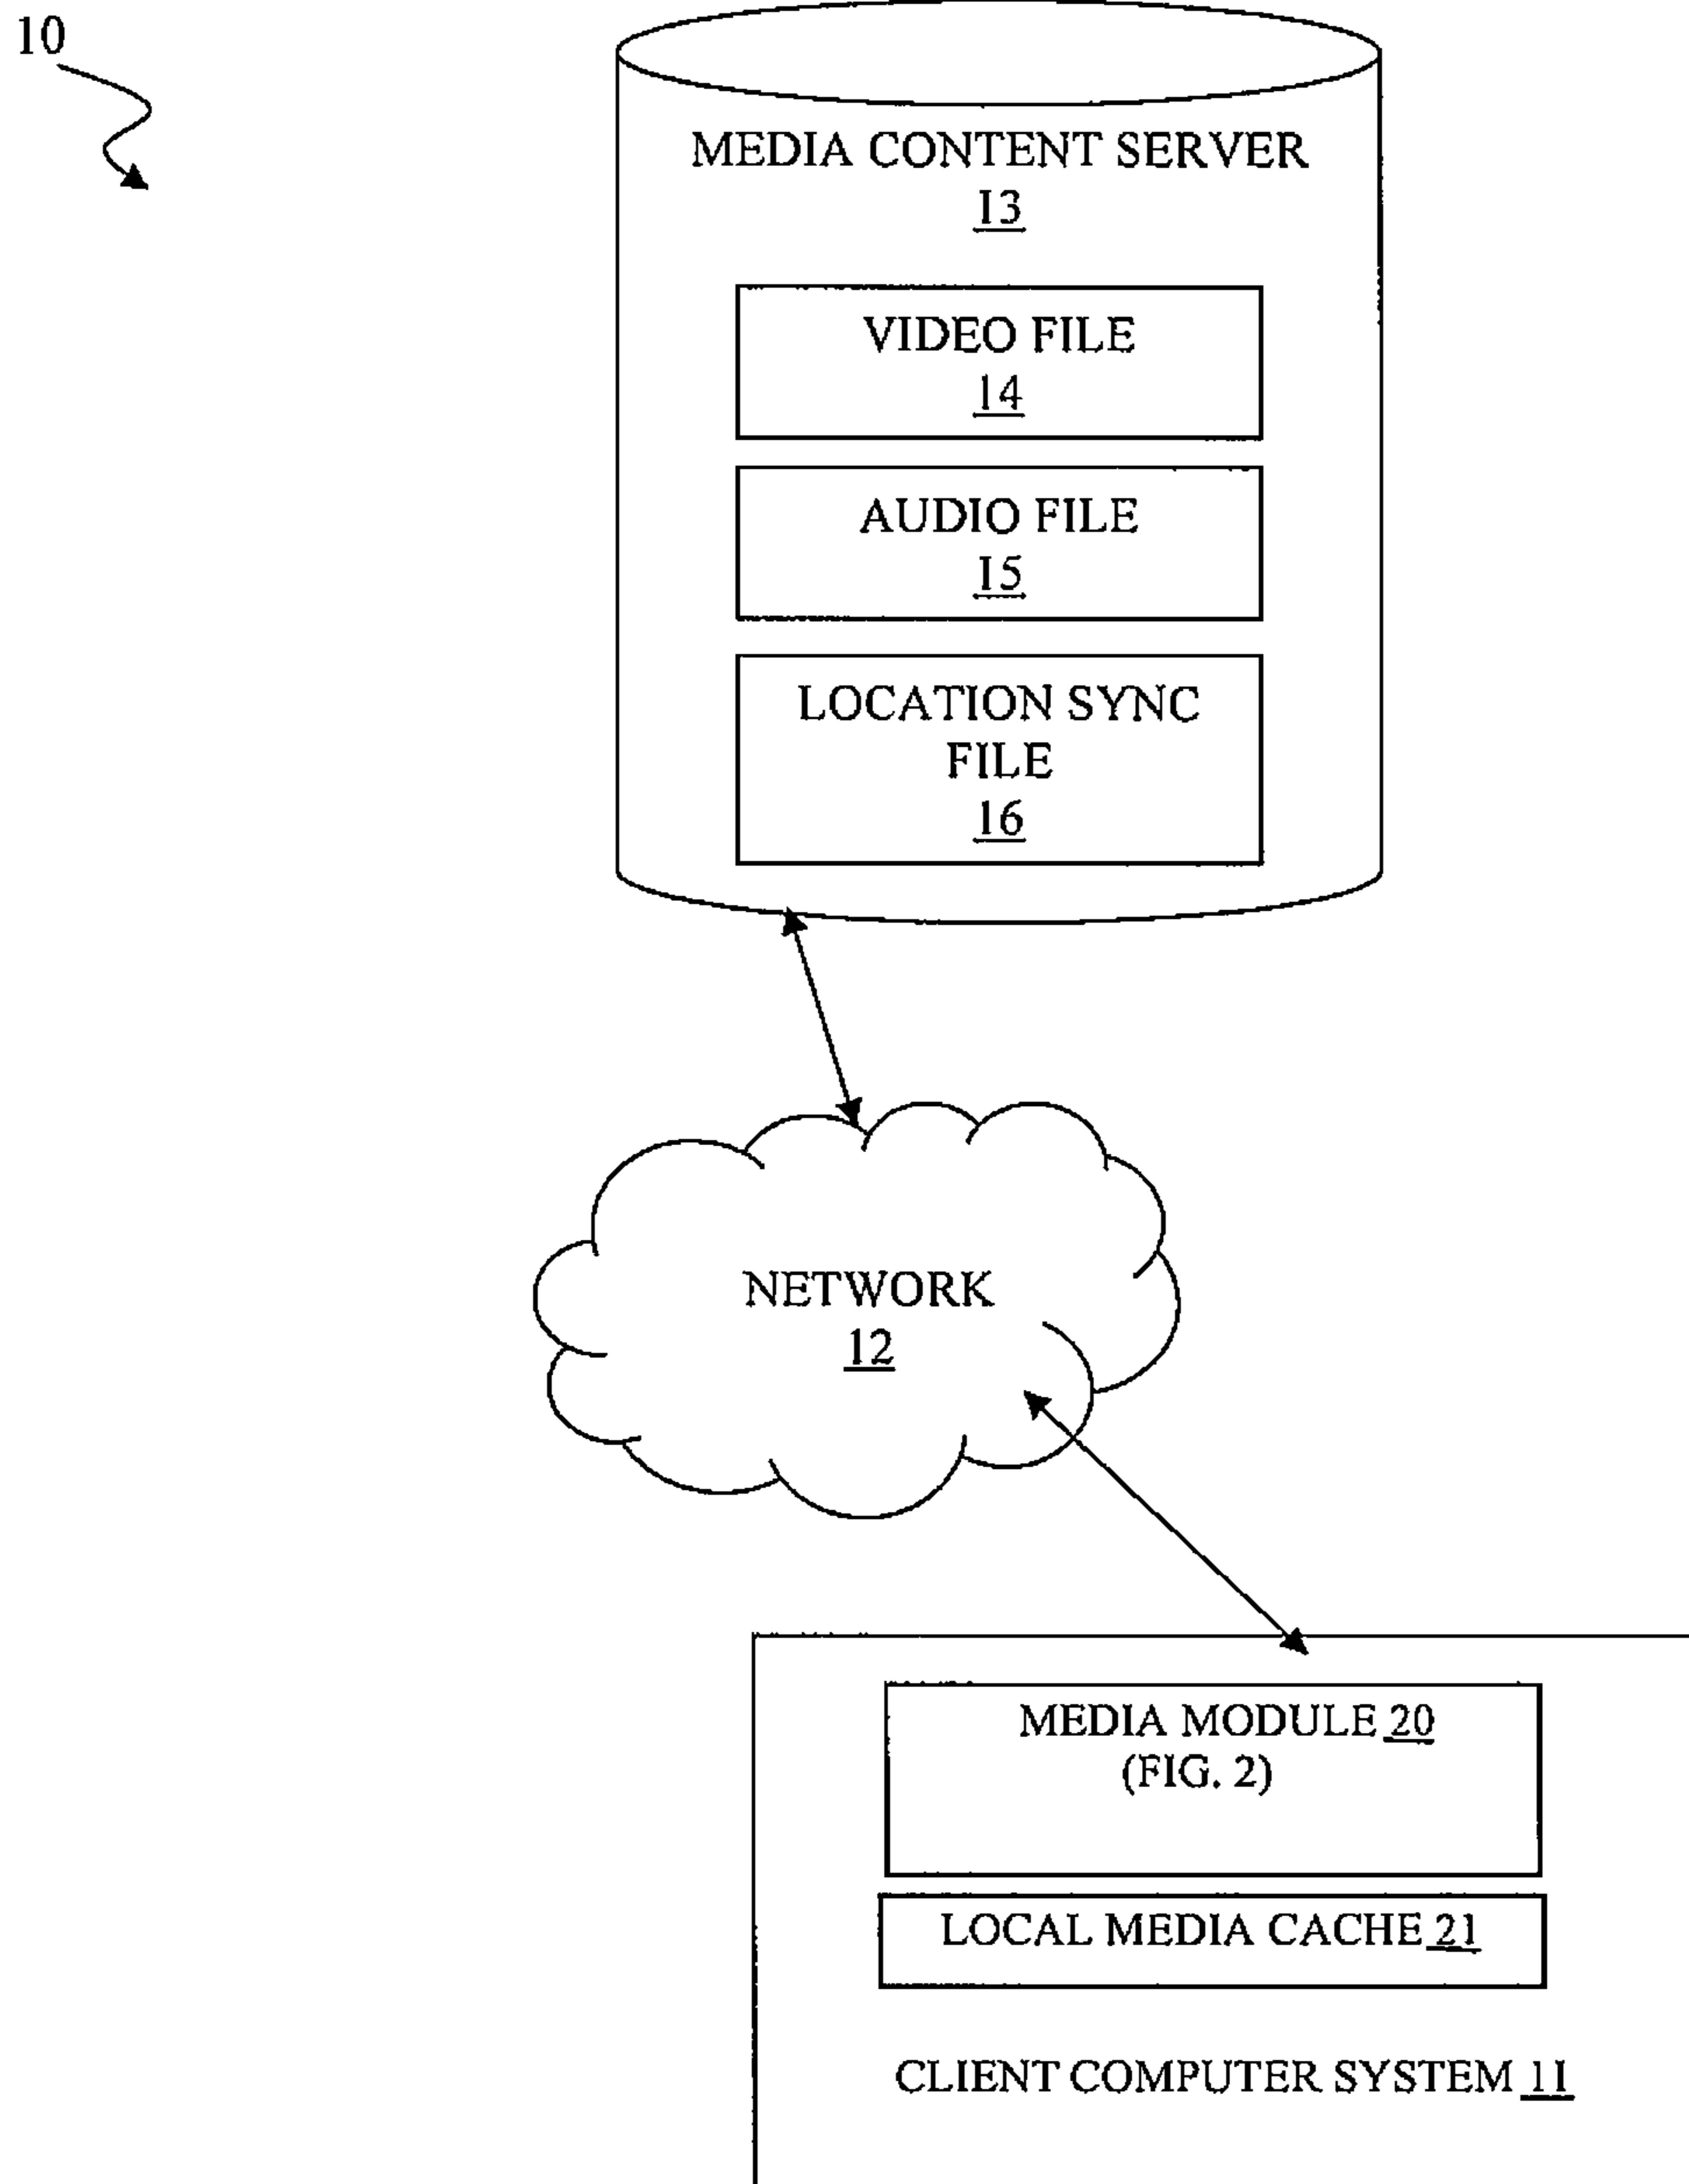 10
MEDIA CONTENT SERVER
13
VIDEO FILE
14
AUDIO FILE
15
LOCATION SYNC
FILE
16
NETWORK
12
MEDIA MODULE 20
(FIG. 2)
LOCAL MEDIA CACHE 21
CLIENT COMPUTER SYSTEM 11